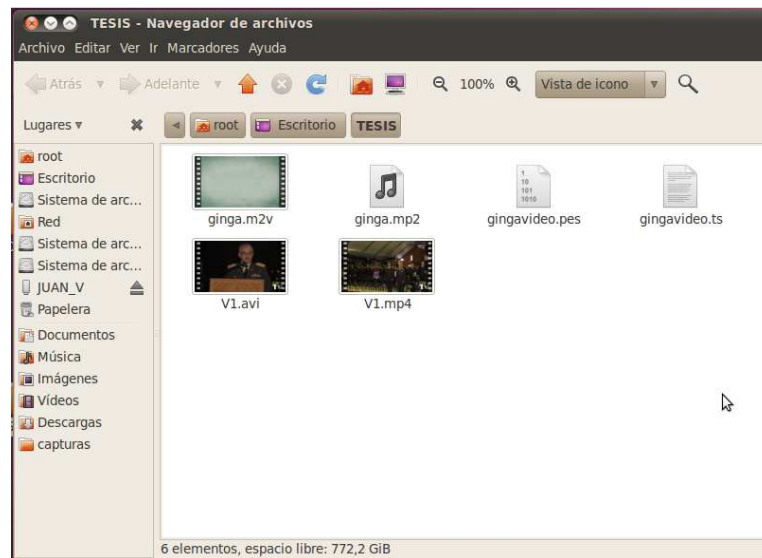 TESIS - Navegador de archivos
Archivo Editar Ver Ir Marcadores Ayuda
Atrás Adelante 100% Vista de icono
Lugares root Escritorio TESIS
root
Escritorio
Sistema de arc...
Red
Sistema de arc...
Sistema de arc...
JUAN_V
Papelera
Documentos
Música
Imágenes
Vídeos
Descargas
capturas
ginga.m2v ginga.mp2 gingavideo.pes gingavideo.ts
V1.avi V1.mp4
6 elementos, espacio libre: 772,2 GiB